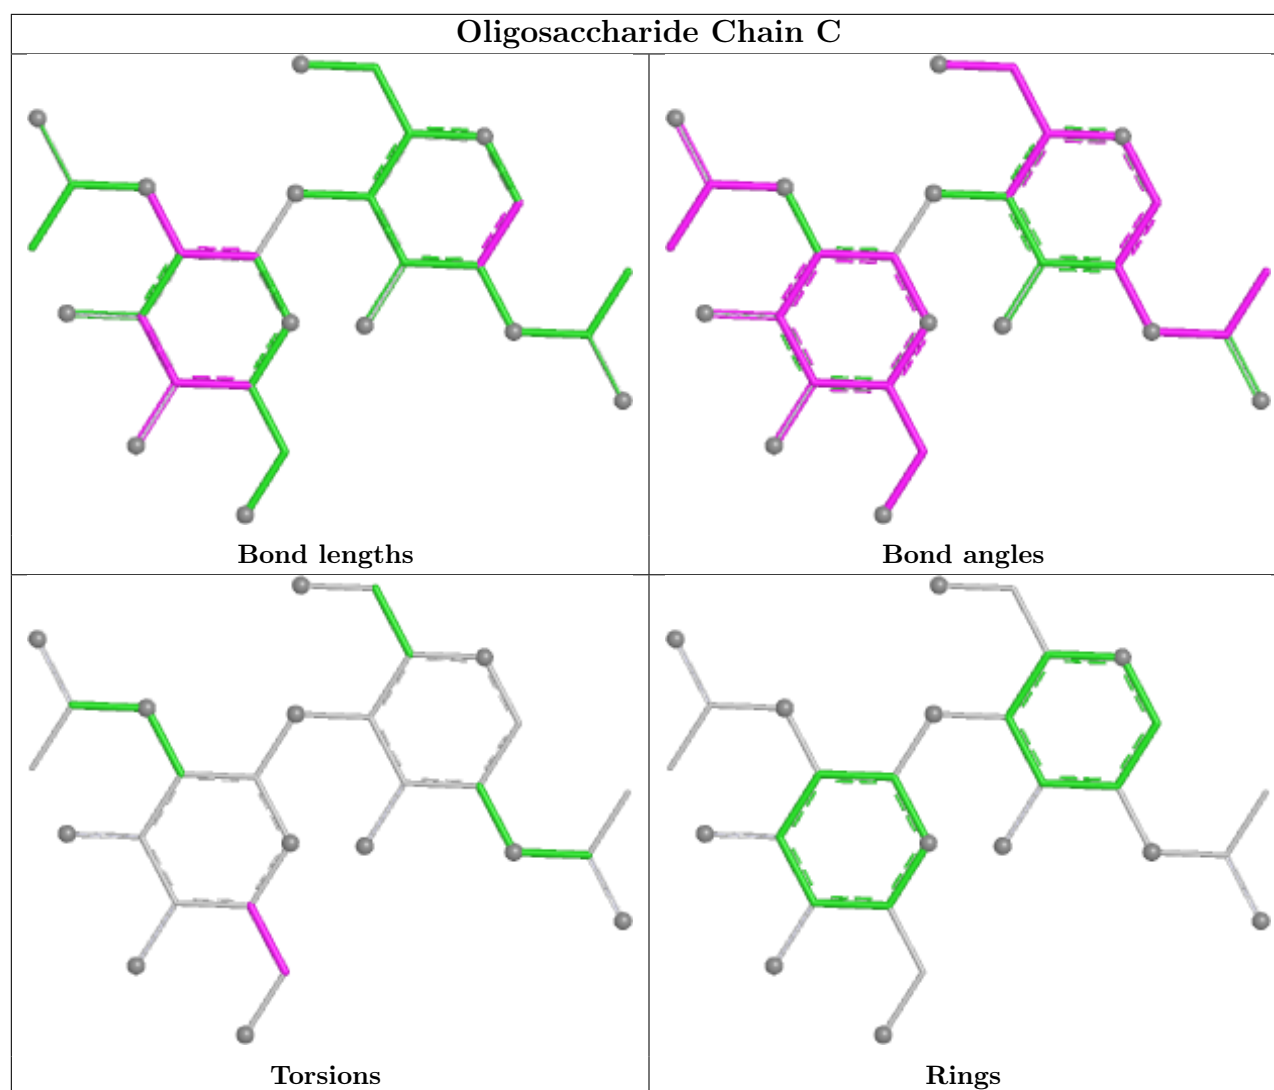 Oligosaccharide Chain C
Bond lengths
Bond angles
Torsions
Rings